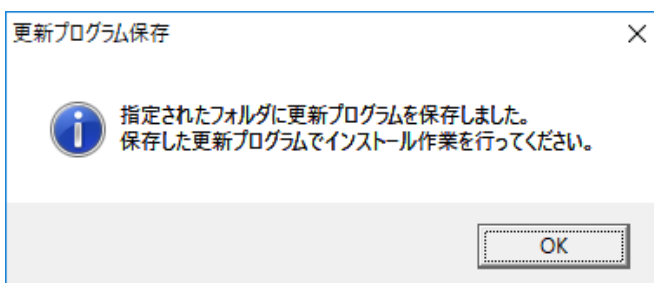 更新プログラム保存
指定されたフォルダに更新プログラムを保存しました。
保存した更新プログラムでインストール作業を行ってください。
OK